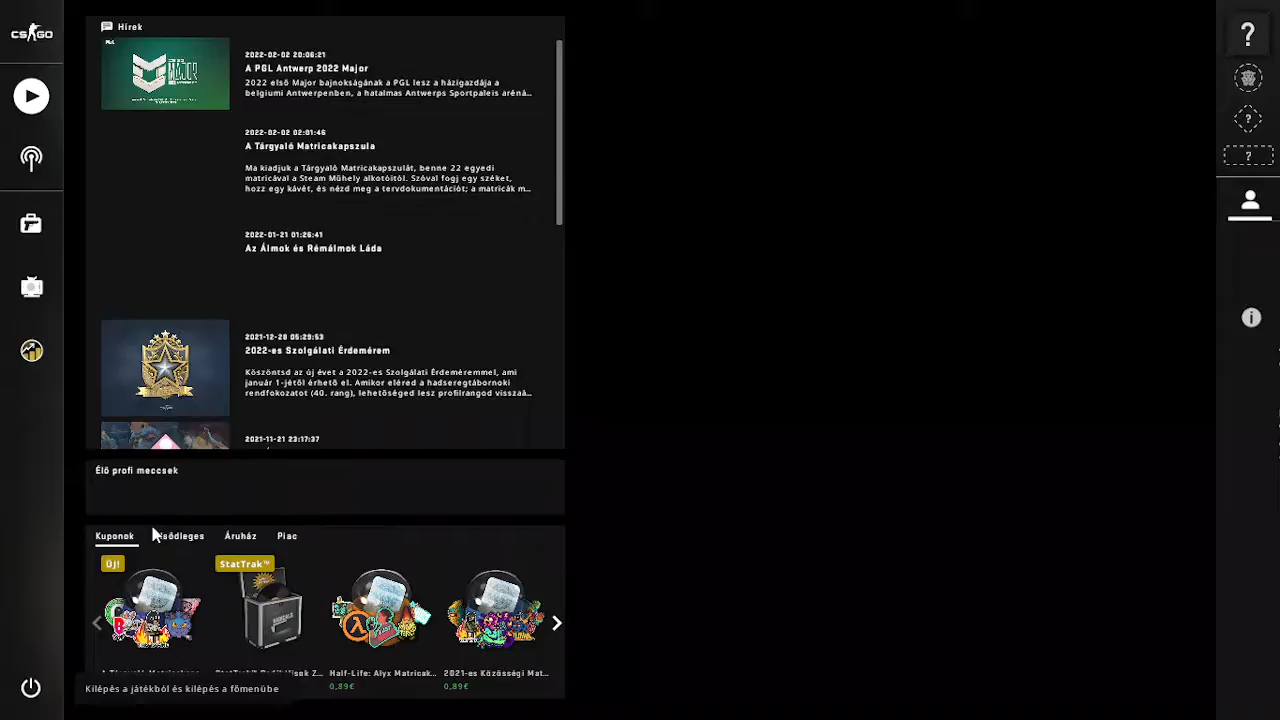 CS GO
Hírek
2022-02-02 20:06:21
A PGL Antwerp 2022 Major
2022 első Major bajnokságának a PGL lesz a házigazdája a
belgiumi Antwerpenben, a hatalmas Antwerps Sportpaleis aréná...
PGL
MAJOR
2022-02-02 02:01:46
A Tárgyaló Matricakapszula
Ma kiadjuk a Tárgyaló Matricakapszulát, benne 22 egyedi
matricával a Steam Műhely alkotóitól. Szóval fogj egy széket,
hozz egy kávét, és nézd meg a tervdokumentációt; a matricák m...
2022-01-21 01:26:41
Az Álmok és Rémálmok Láda
2021-12-28 05:29:53
2022-es Szolgálati Érdemérem
Köszöntsd az új évet a 2022-es Szolgálati Érdeméremmel, ami
január 1-jétől érhető el. Amikor eléred a hadseregtábornoki
rendfokozatot (40. rang), lehetőséged lesz profilrangod visszaá...
2021-11-21 23:17:37
Élő profi meccsek
Kuponok
Áruház
Piac
Új!
StatTrak™
Half-Life: Alyx Matricak...
2021-es Közösségi Mat...
0,89€
0,89€
Kilépés a játékból és kilépés a főmenübe
?
?
?